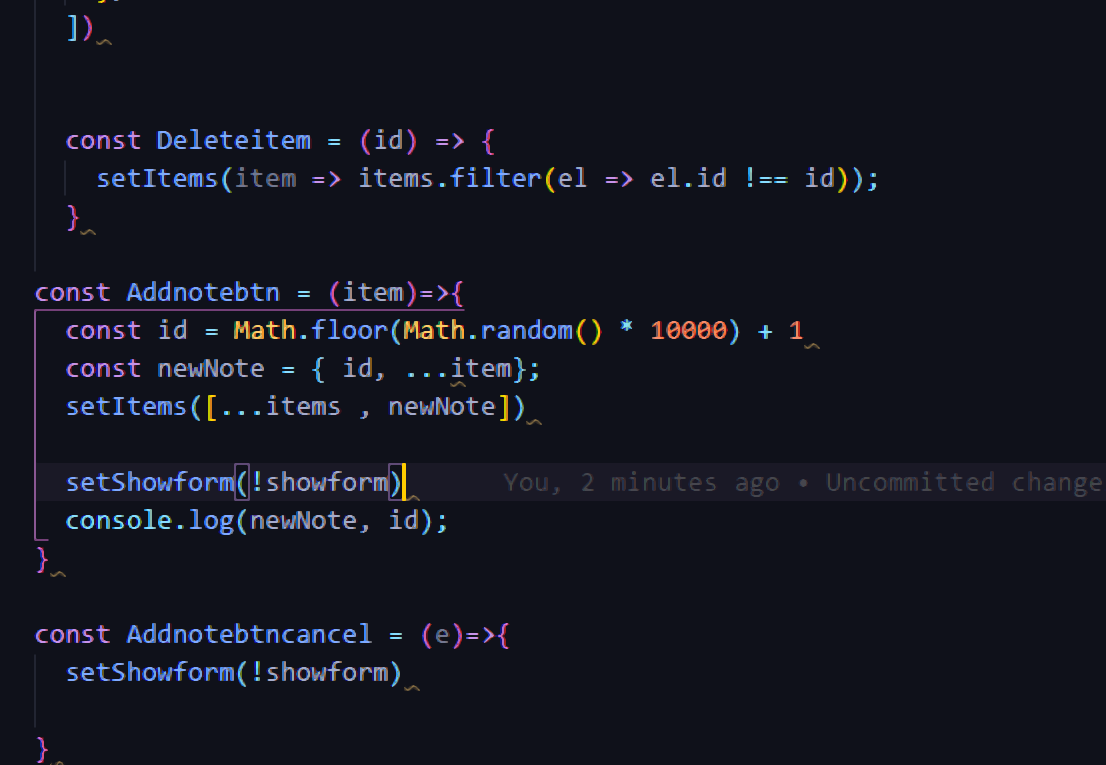 ])
const Deleteitem = (id) => {
setItems(item => items.filter(el => el.id !== id));
}
const Addnotebtn = (item)=>{
const id = Math.floor(Math.random() * 10000) + 1
const newNote = { id, ...item};
setItems([...items , newNote])
setShowform(!showform) You, 2 minutes ago • Uncommitted change
console.log(newNote, id);
}
const Addnotebtncancel = (e)=>{
setShowform(!showform)
}